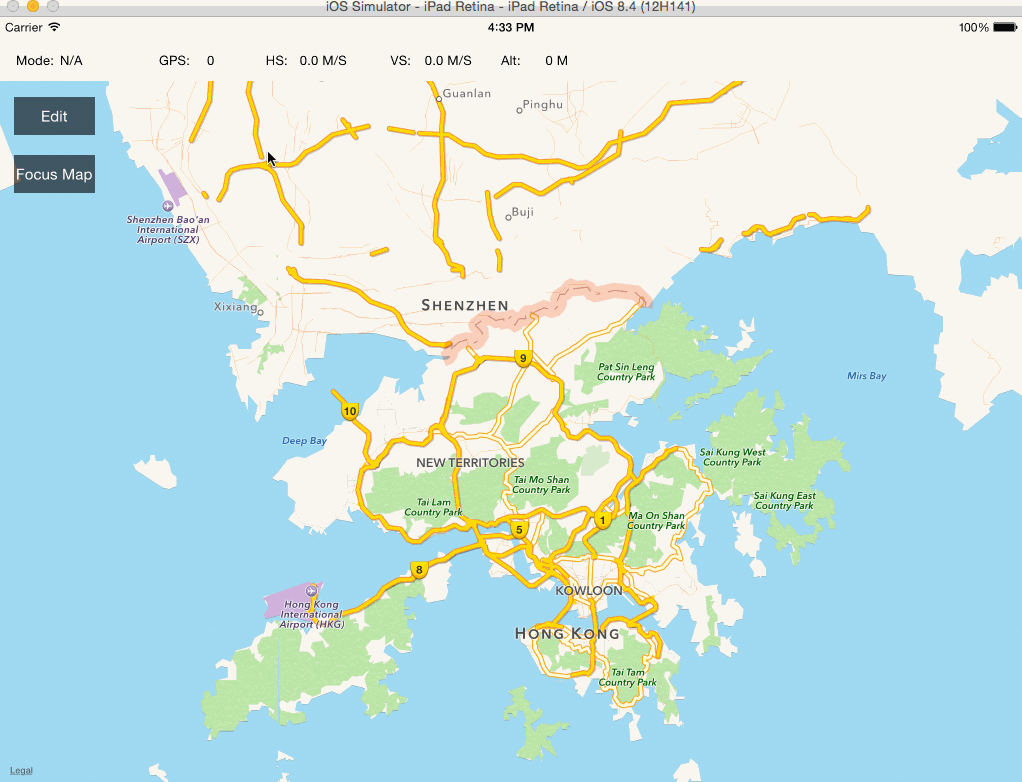 iOS Simulator - iPad Retina - iPad Retina / iOS 8.4 (12H141)
Carrier 4:33 PM 100%
Mode: N/A GPS: 0 HS: 0.0 M/S VS: 0.0 M/S Alt: 0 M
Edit
Focus Map
Guanlan
Pinghu
Shenzhen Bao'an
International
Airport (SZX)
Buji
Xixiang
SHENZHEN
9
Pat Sin Leng
Country Park
Mirs Bay
10
Deep Bay
NEW TERRITORIES
Sai Kung West
Country Park
Tai Mo Shan
Country Park
Sai Kung East
Country Park
Tai Lam
Country Park
Ma On Shan
Country Park
5
1
8
KOWLOON
Hong Kong
International
Airport (HKG)
HONG KONG
Tai Tam
Country Park
Legal